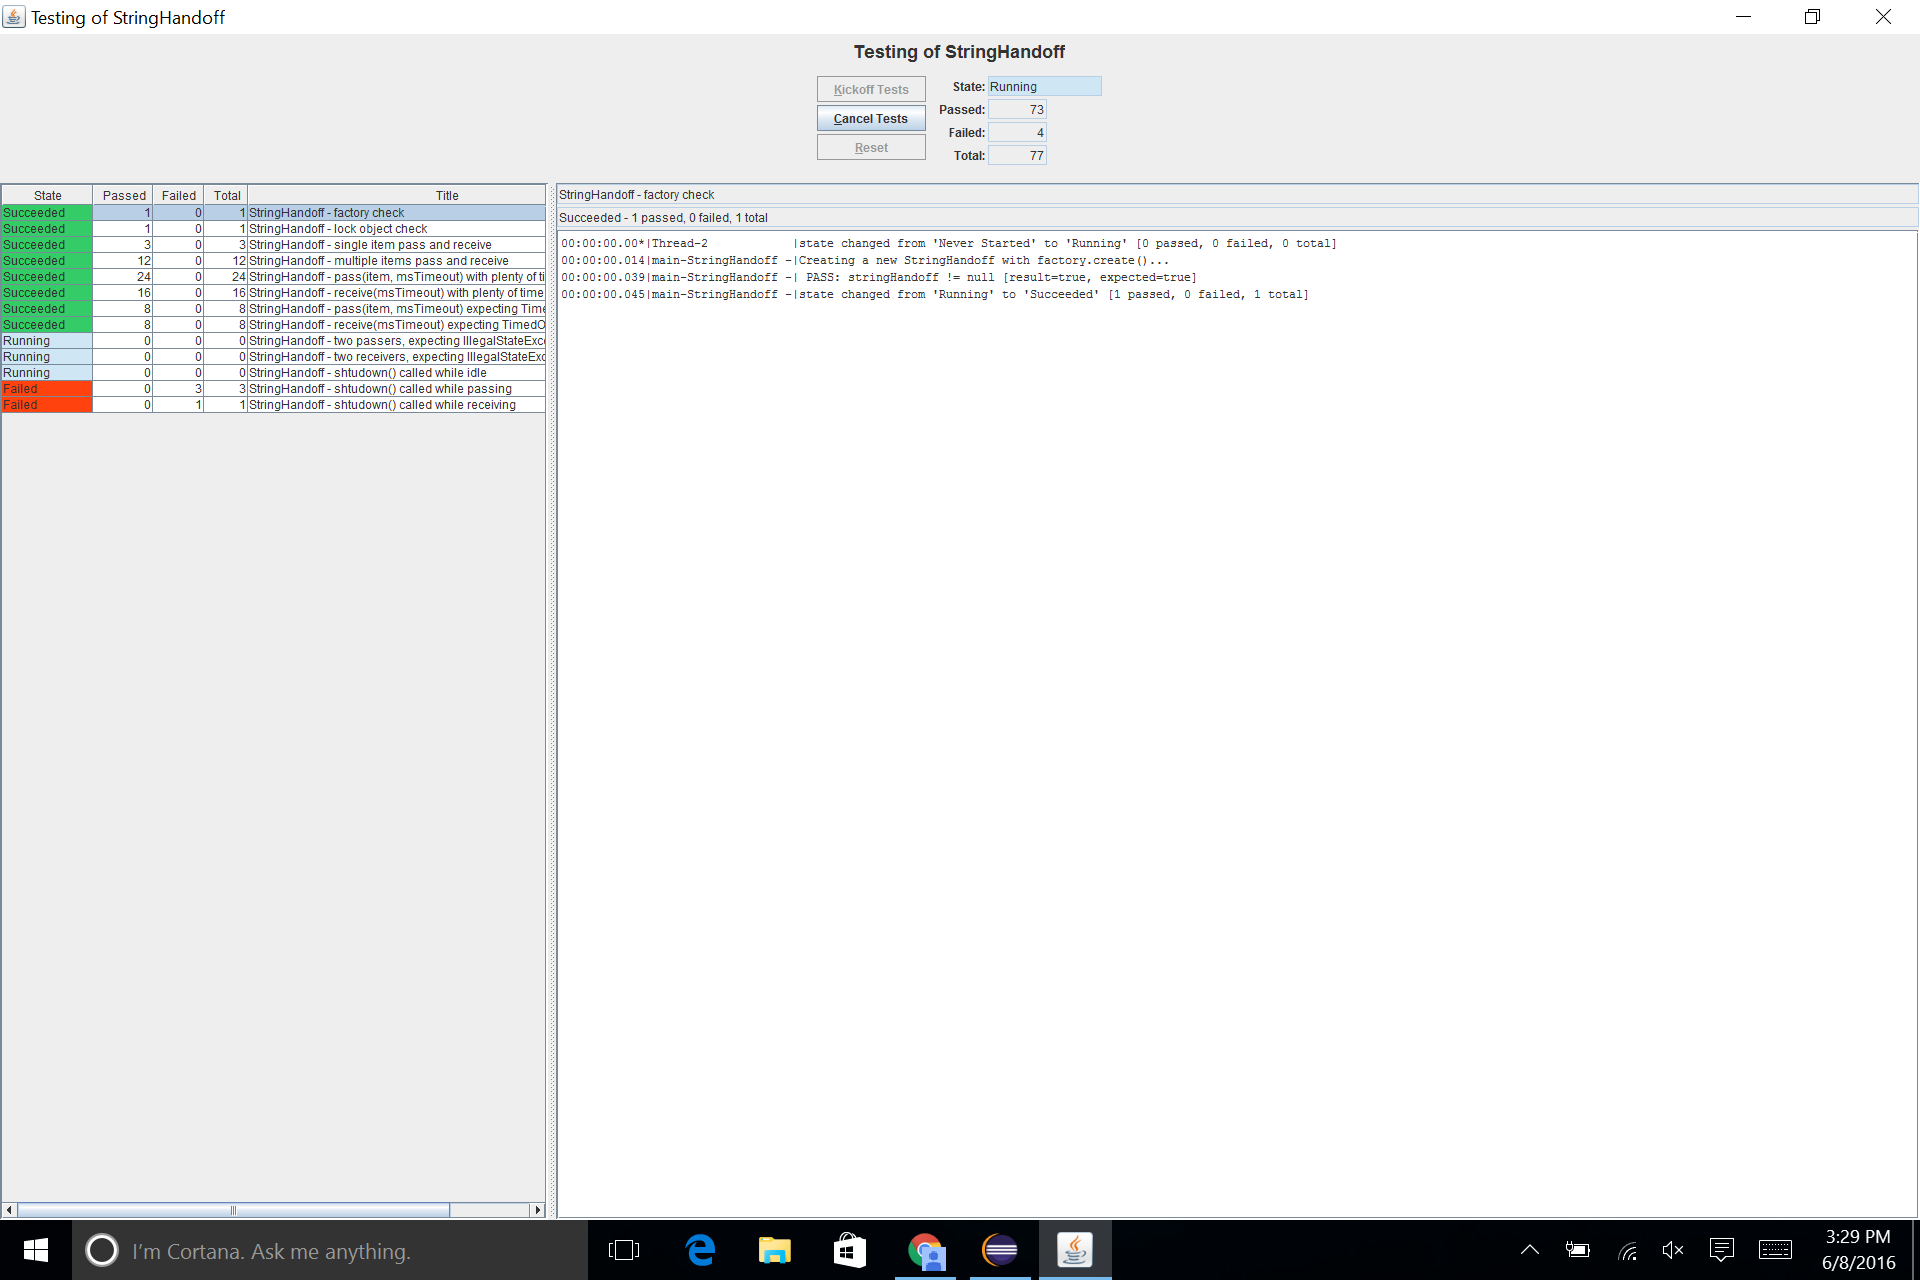 Testing of StringHandoff
Testing of StringHandoff
Kickoff Tests
Cancel Tests
Reset
State: Running
Passed: 73
Failed: 4
Total: 77
State Passed Failed Total Title
Succeeded 1 0 1 StringHandoff - factory check
Succeeded 1 0 1 StringHandoff - lock object check
Succeeded 3 0 3 StringHandoff - single item pass and receive
Succeeded 12 0 12 StringHandoff - multiple items pass and receive
Succeeded 24 0 24 StringHandoff - pass(item, msTimeout) with plenty of ti
Succeeded 16 0 16 StringHandoff - receive(msTimeout) with plenty of time
Succeeded 8 0 8 StringHandoff - pass(item, msTimeout) expecting Time
Succeeded 8 0 8 StringHandoff - receive(msTimeout) expecting TimedO
Running 0 0 0 StringHandoff - two passers, expecting IllegalStateExc
Running 0 0 0 StringHandoff - two receivers, expecting IllegalStateExc
Running 0 0 0 StringHandoff - shtudown() called while idle
Failed 0 3 3 StringHandoff - shtudown() called while passing
Failed 0 1 1 StringHandoff - shtudown() called while receiving
StringHandoff - factory check
Succeeded - 1 passed, 0 failed, 1 total
00:00:00.00*|Thread-2 |state changed from 'Never Started' to 'Running' [0 passed, 0 failed, 0 total]
00:00:00.014|main-StringHandoff -|Creating a new StringHandoff with factory.create()...
00:00:00.039|main-StringHandoff -| PASS: stringHandoff != null [result=true, expected=true]
00:00:00.045|main-StringHandoff -|state changed from 'Running' to 'Succeeded' [1 passed, 0 failed, 1 total]
I'm Cortana. Ask me anything.
3:29 PM
6/8/2016